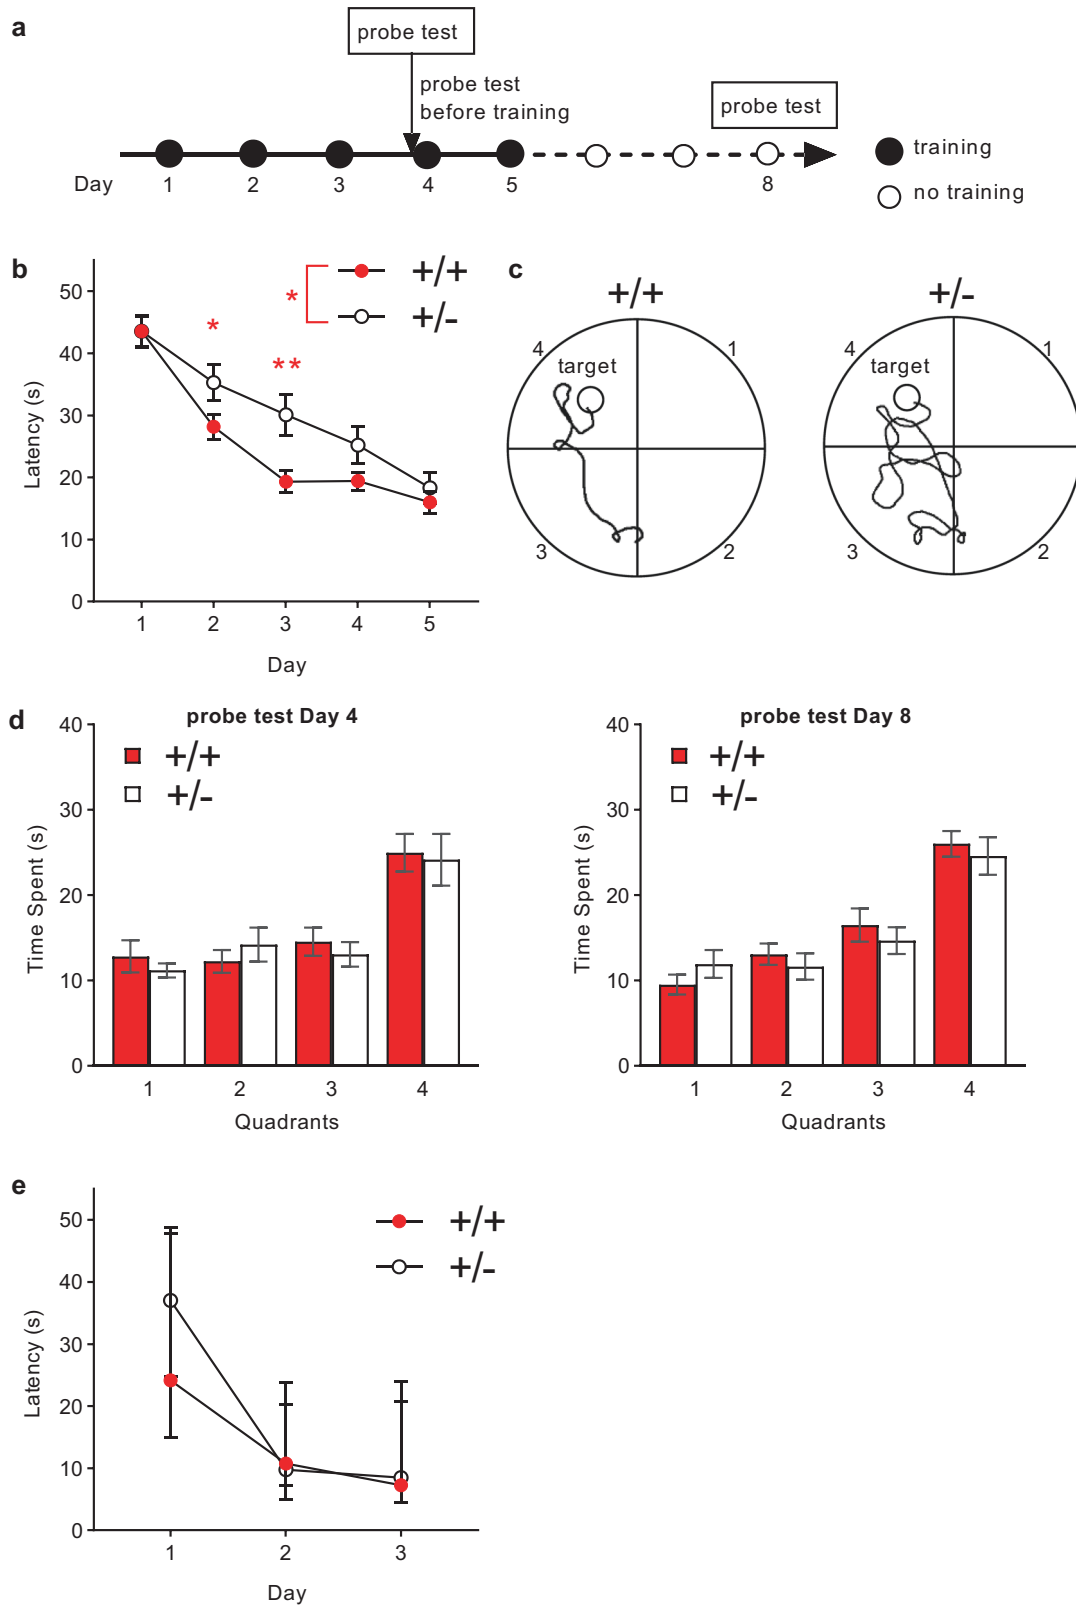 a
probe test
probe test
before training
probe test
training
no training
Day
1
2
3
4
5
8
b
+/+
+/-
*
*
**
50
40
30
20
10
0
Latency (s)
1
2
3
4
5
Day
c
+/+
4
1
target
3
2
+/-
4
1
target
3
2
d
probe test Day 4
+/+
+/-
40
30
20
10
0
Time Spent (s)
1
2
3
4
Quadrants
probe test Day 8
+/+
+/-
40
30
20
10
0
Time Spent (s)
1
2
3
4
Quadrants
e
+/+
+/-
50
40
30
20
10
0
Latency (s)
1
2
3
Day